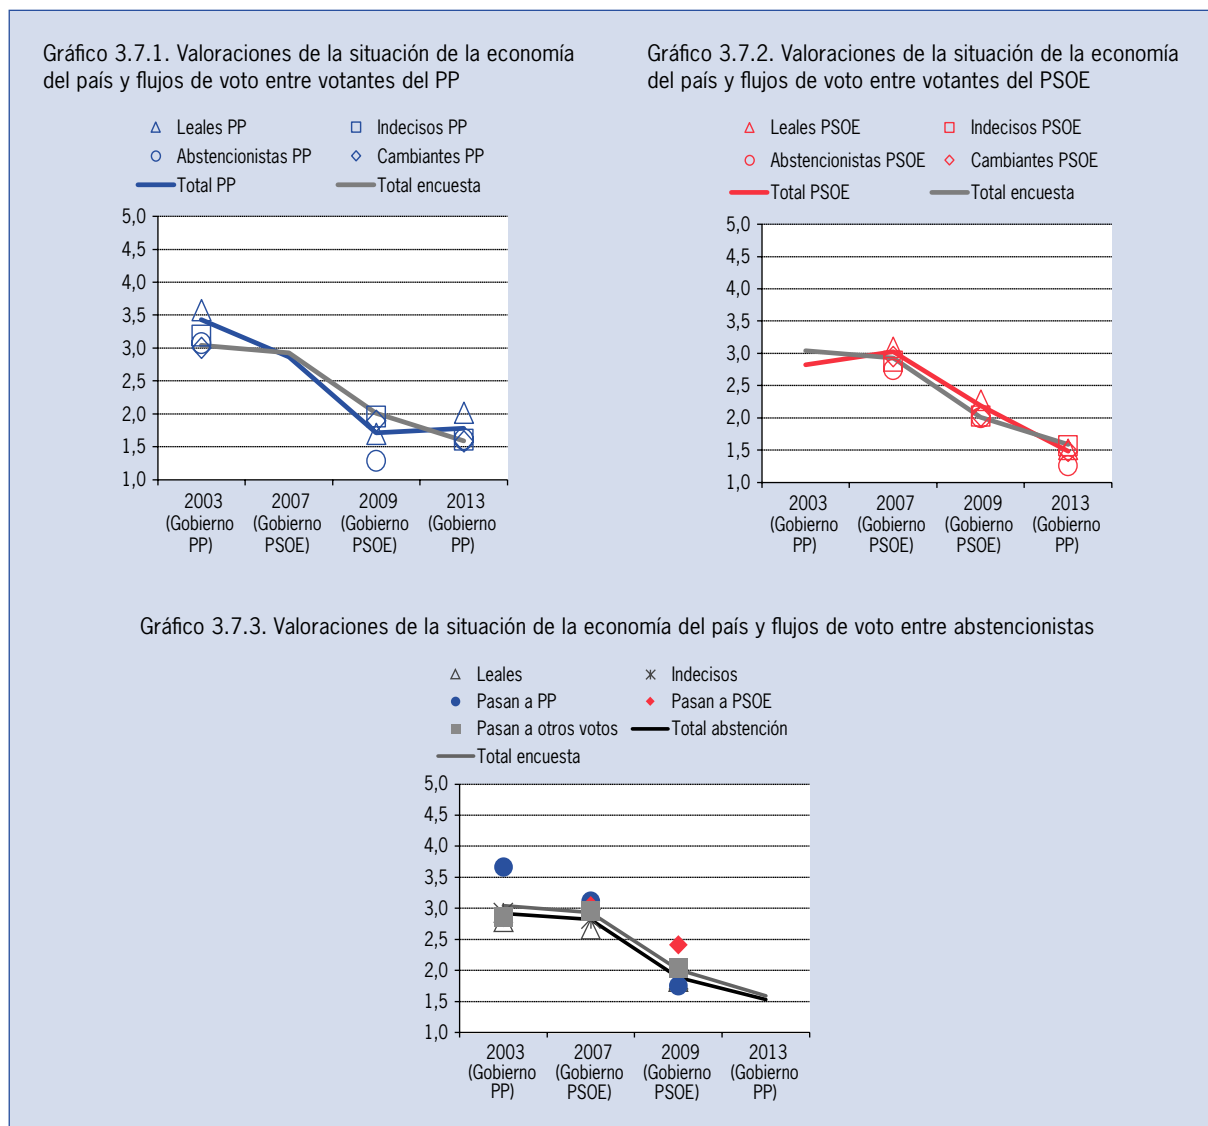 Gráfico 3.7.1. Valoraciones de la situación de la economía
del país y flujos de voto entre votantes del PP
Leales PP
Indecisos PP
Abstencionistas PP
Cambiantes PP
Total PP
Total encuesta
5,0
4,5
4,0
3,5
3,0
2,5
2,0
1,5
1,0
2003 2007 2009 2013
(Gobierno (Gobierno (Gobierno (Gobierno
PP) PSOE) PSOE) PP)
Gráfico 3.7.2. Valoraciones de la situación de la economía
del país y flujos de voto entre votantes del PSOE
Leales PSOE
Indecisos PSOE
Abstencionistas PSOE
Cambiantes PSOE
Total PSOE
Total encuesta
5,0
4,5
4,0
3,5
3,0
2,5
2,0
1,5
1,0
2003 2007 2009 2013
(Gobierno (Gobierno (Gobierno (Gobierno
PP) PSOE) PSOE) PP)
Gráfico 3.7.3. Valoraciones de la situación de la economía del país y flujos de voto entre abstencionistas
Leales
Indecisos
Pasan a PP
Pasan a PSOE
Pasan a otros votos
Total abstención
Total encuesta
5,0
4,5
4,0
3,5
3,0
2,5
2,0
1,5
1,0
2003 2007 2009 2013
(Gobierno (Gobierno (Gobierno (Gobierno
PP) PSOE) PSOE) PP)